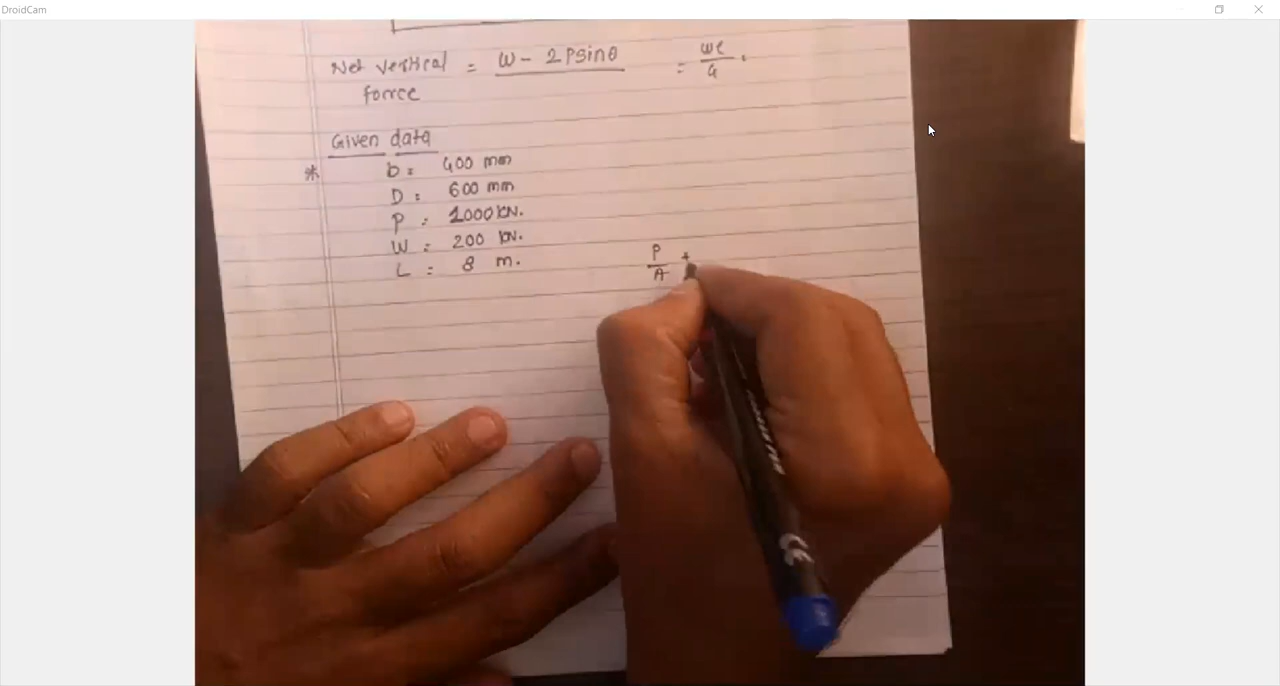 DroidCam
Net vertical force = W - 2Psinθ = Wl/4.
Given data
* b = 400 mm
D = 600 mm
P = 1000 kN.
W = 200 kN.
L = 8 m.
P/A +